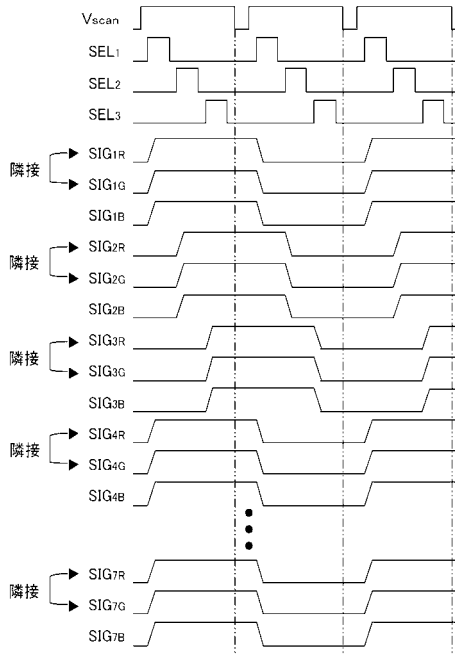 Vscan
SEL1
SEL2
SEL3
SIG1R
隣接
SIG1G
SIG1B
SIG2R
隣接
SIG2G
SIG2B
SIG3R
隣接
SIG3G
SIG3B
SIG4R
隣接
SIG4G
SIG4B
SIG7R
隣接
SIG7G
SIG7B